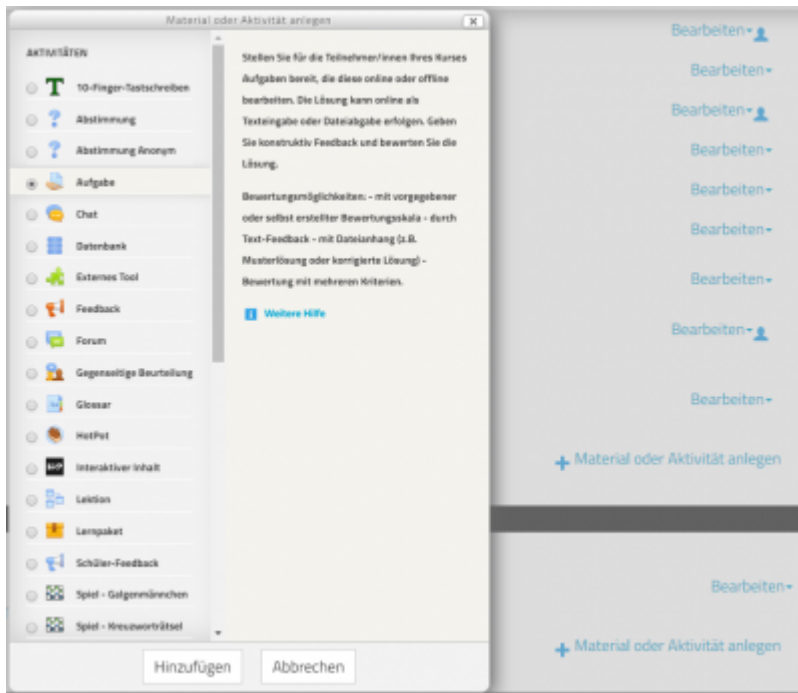 Material oder Aktivität anlegen
AKTIVITÄTEN
10-Finger-Tastschreiben
Abstimmung
Abstimmung Anonym
Aufgabe
Chat
Datenbank
Externes Tool
Feedback
Forum
Gegenseitige Beurteilung
Glossar
HotPot
Interaktiver Inhalt
Lektion
Lernpaket
Schüler-Feedback
Spiel - Galgenmännchen
Spiel - Kreuzworträtsel
Stellen Sie für die Teilnehmer/innen Ihres Kurses
Aufgaben bereit, die diese online oder offline
bearbeiten. Die Lösung kann online als
Texteingabe oder Dateiabgabe erfolgen. Geben
Sie konstruktiv Feedback und bewerten Sie die
Lösung.
Bewertungsmöglichkeiten: - mit vorgegebener
oder selbst erstellter Bewertungsskala - durch
Text-Feedback - mit Dateianhang (z.B.
Musterlösung oder korrigierte Lösung) -
Bewertung mit mehreren Kriterien.
Weitere Hilfe
Hinzufügen
Abbrechen
Bearbeiten
Bearbeiten
Bearbeiten
Bearbeiten
Bearbeiten
Bearbeiten
Bearbeiten
Bearbeiten
Bearbeiten
Material oder Aktivität anlegen
Bearbeiten
Material oder Aktivität anlegen